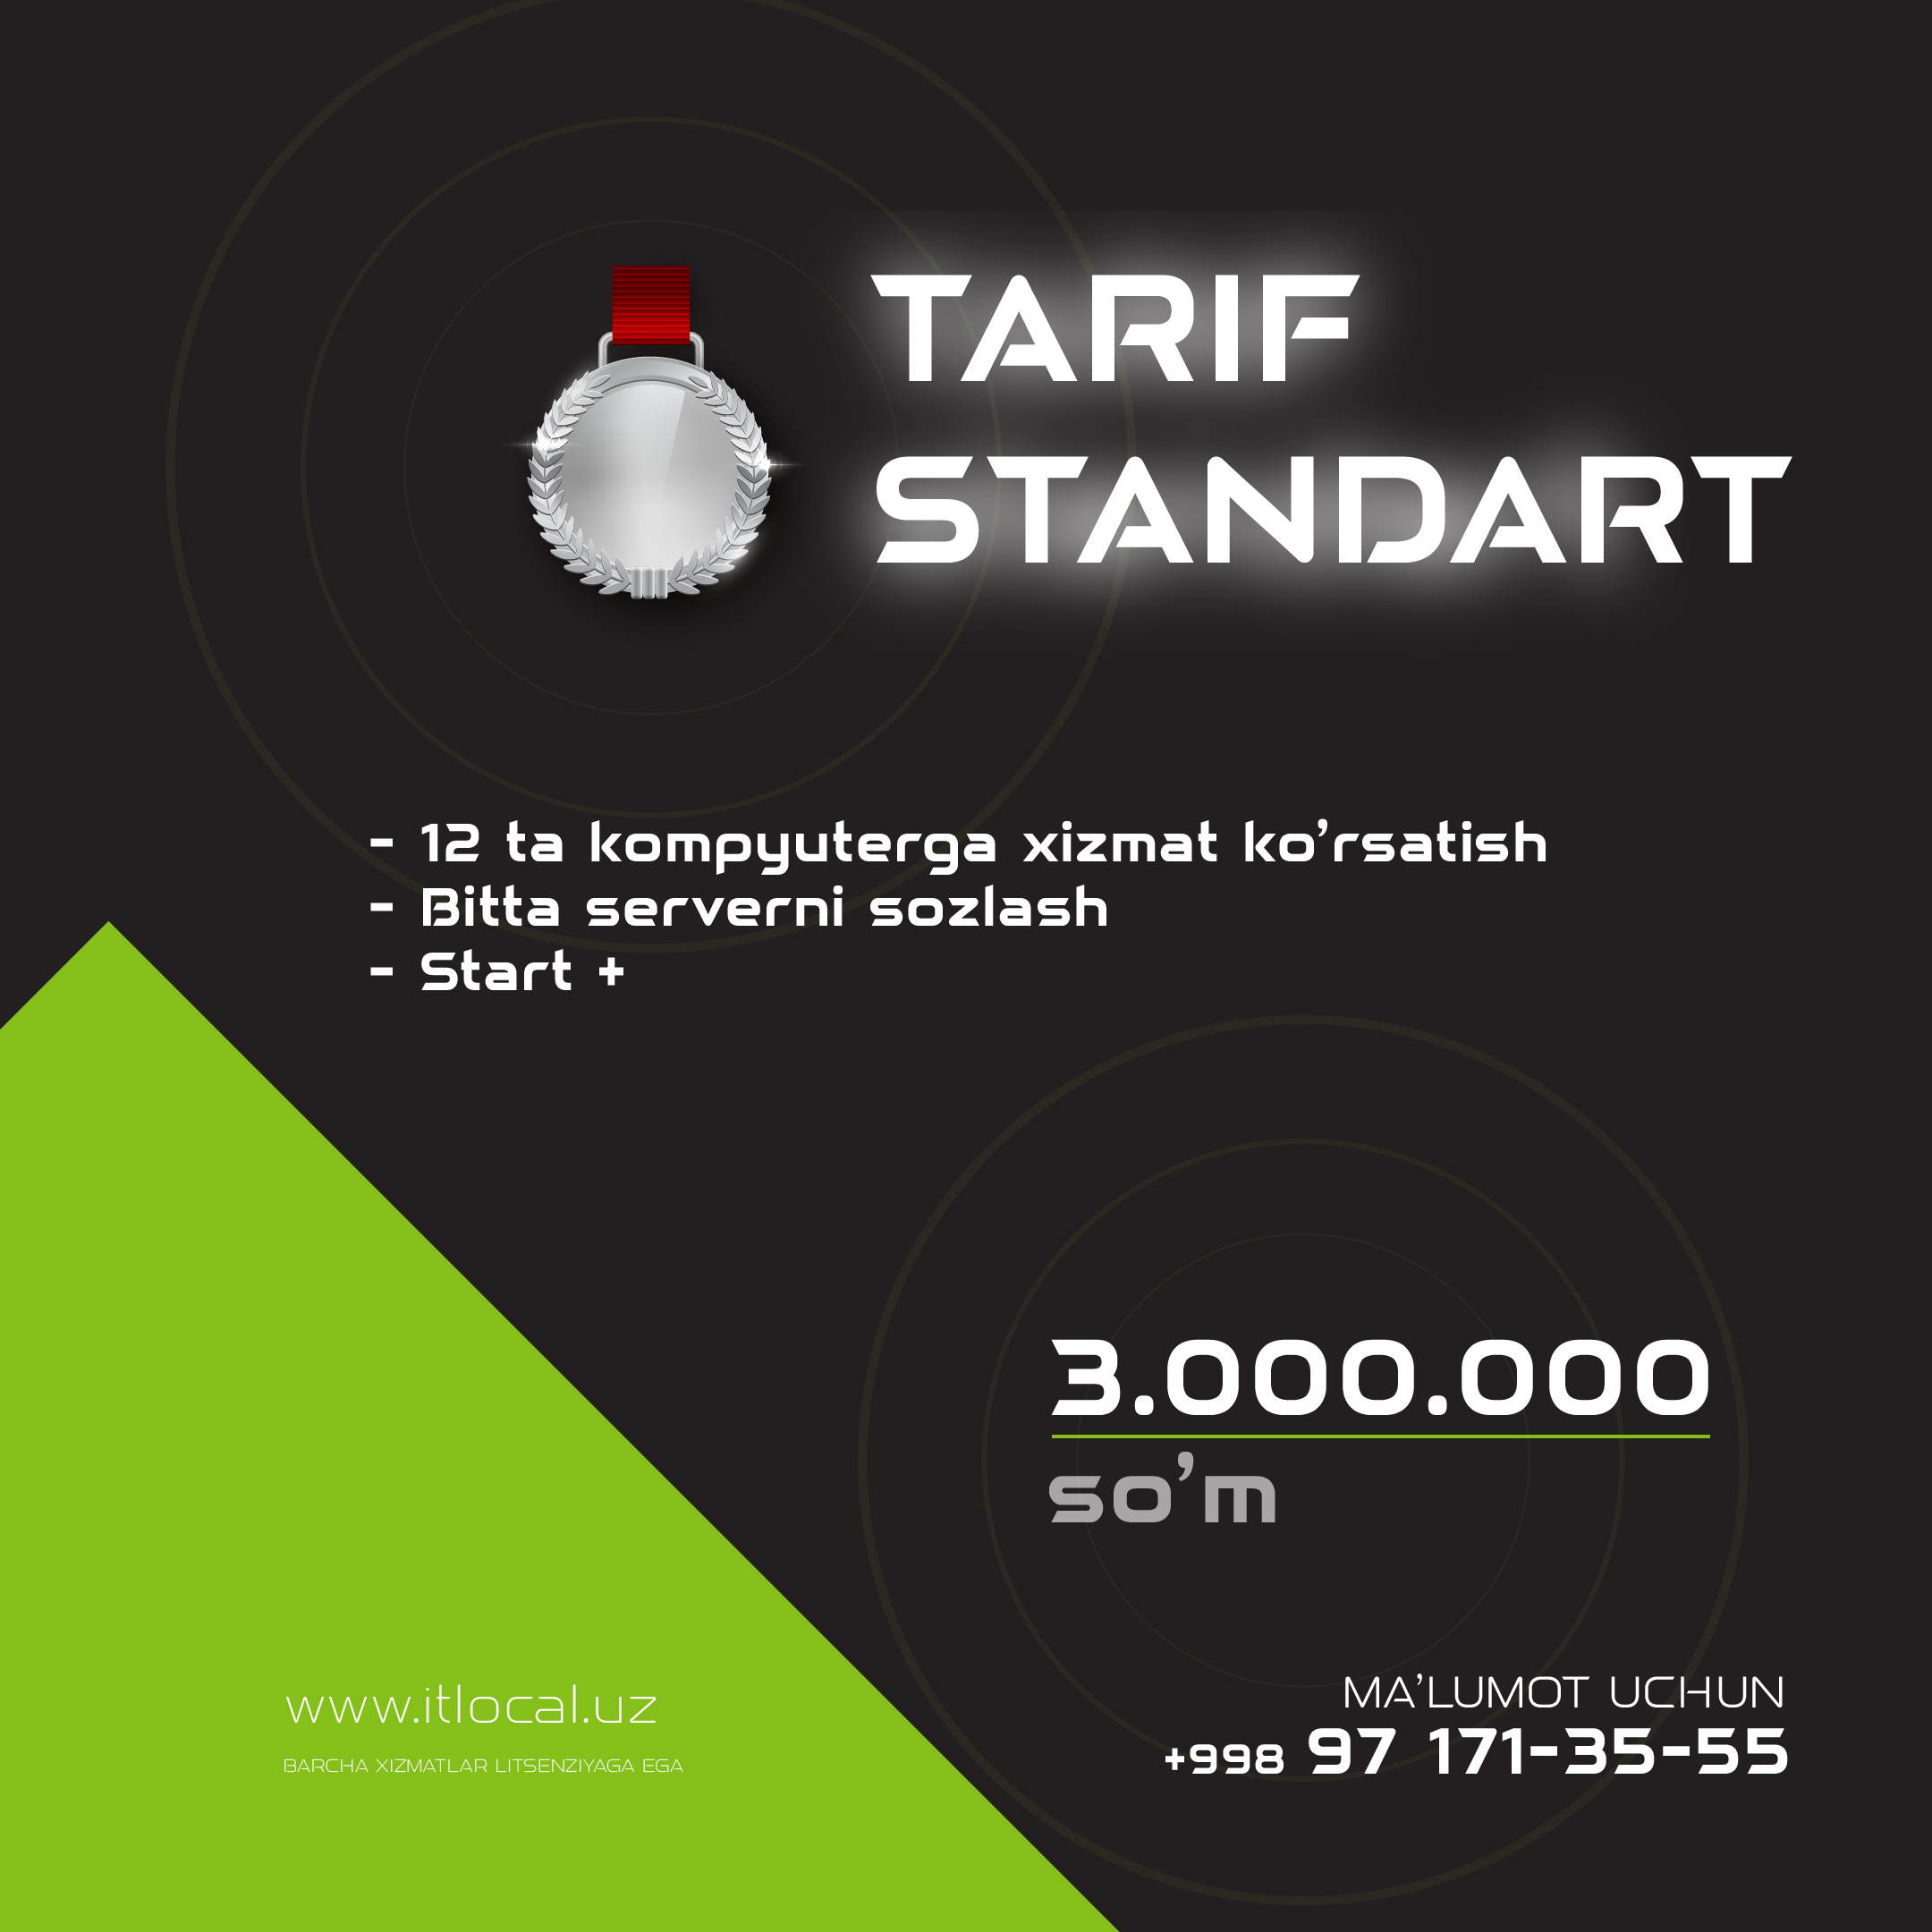 TARIF
STANDART
- 12 ta kompyuterga xizmat ko’rsatish
- Bitta serverni sozlash
- Start +
3.000.000
so’m
www.itlocal.uz
BARCHA XIZMATLAR LITSENZIYAGA EGA
MA’LUMOT UCHUN
+998 97 171-35-55